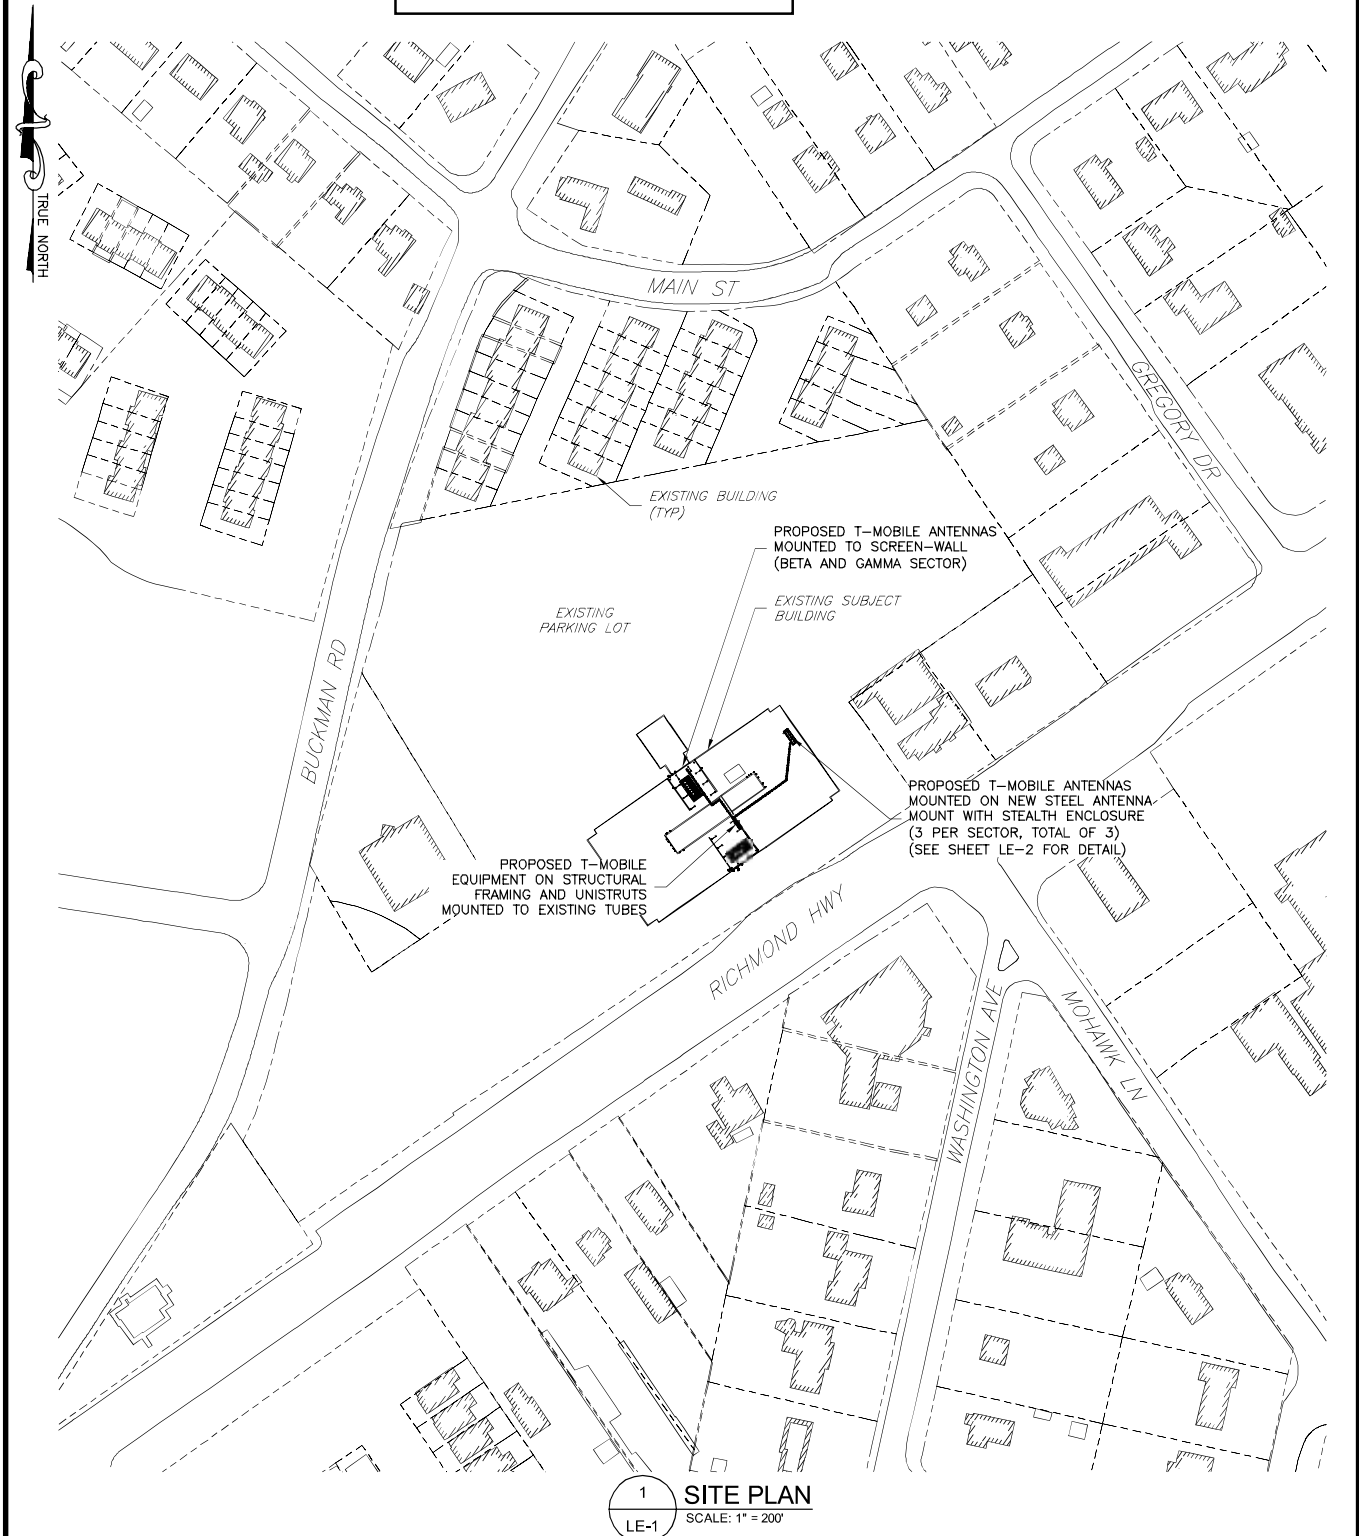 TRUE NORTH
MAIN ST
GREGORY DR
EXISTING BUILDING
(TYP)
PROPOSED T-MOBILE ANTENNAS
MOUNTED TO SCREEN-WALL
(BETA AND GAMMA SECTOR)
EXISTING SUBJECT
BUILDING
EXISTING
PARKING LOT
BUCKMAN RD
PROPOSED T-MOBILE ANTENNAS
MOUNTED ON NEW STEEL ANTENNA
MOUNT WITH STEALTH ENCLOSURE
(3 PER SECTOR, TOTAL OF 3)
(SEE SHEET LE-2 FOR DETAIL)
PROPOSED T-MOBILE
EQUIPMENT ON STRUCTURAL
FRAMING AND UNISTRUTS
MOUNTED TO EXISTING TUBES
RICHMOND HWY
WASHINGTON AVE
MOHAWK LN
1
LE-1
SITE PLAN
SCALE: 1" = 200'